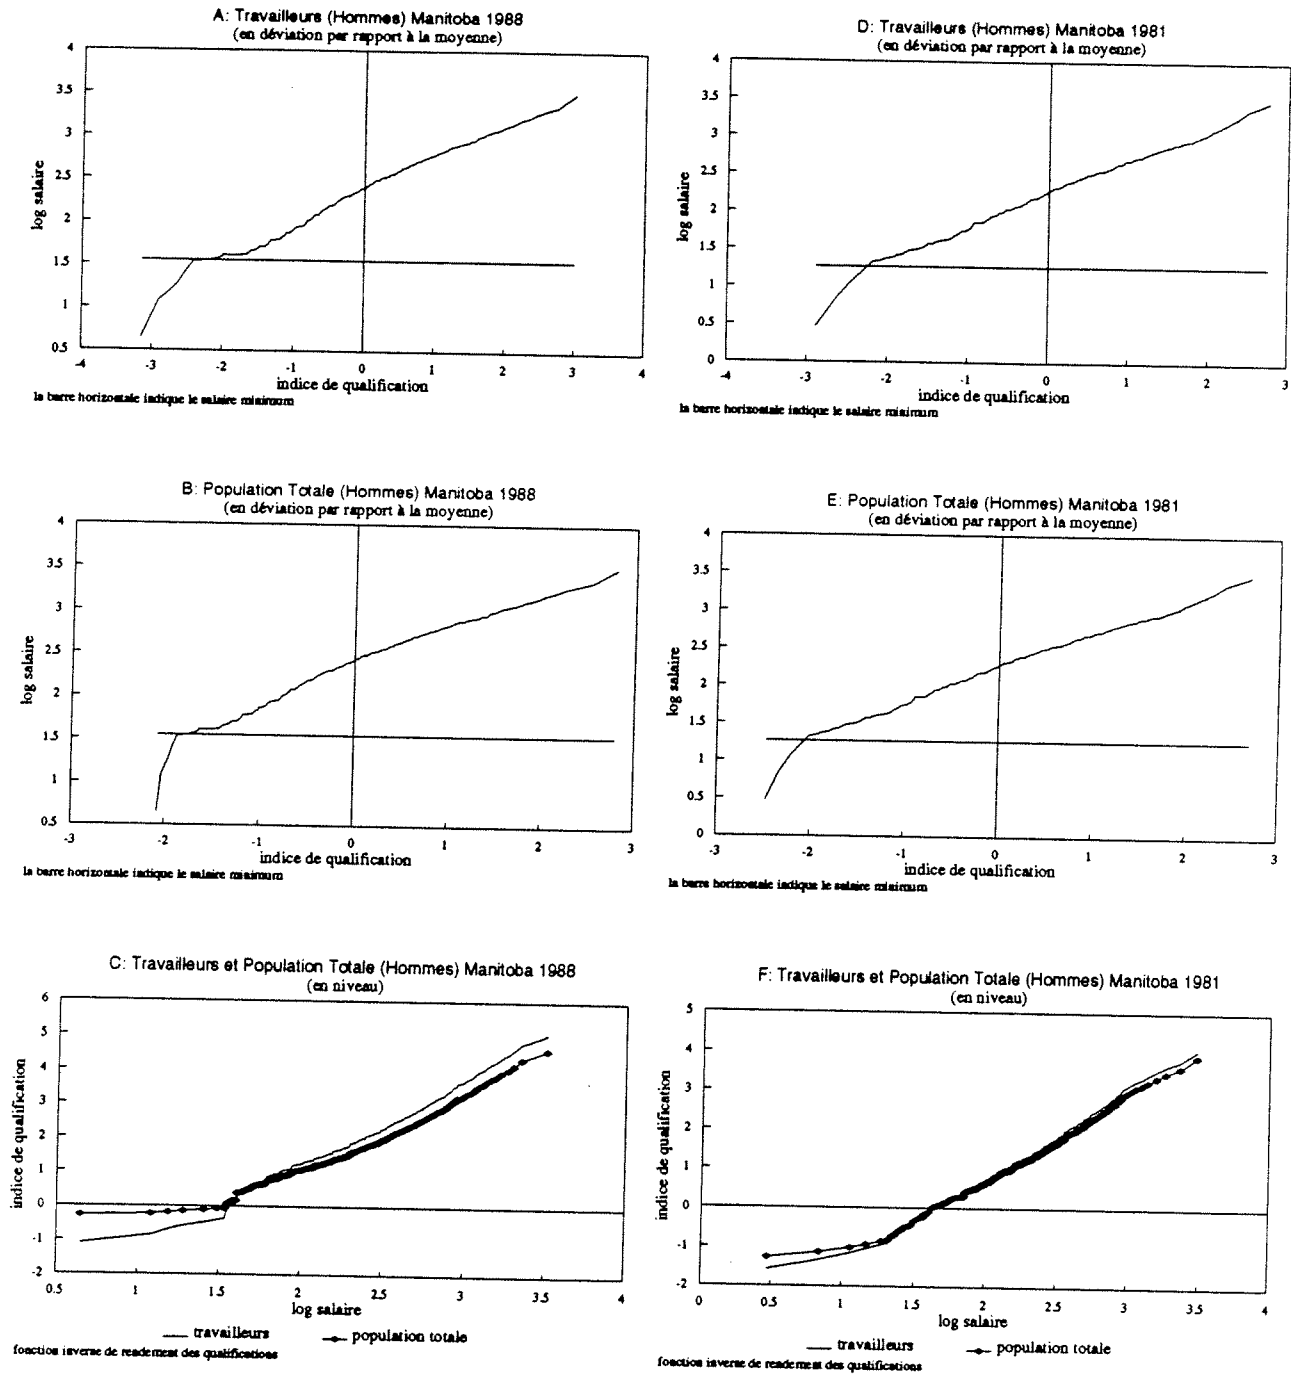 A: Travailleurs (Hommes) Manitoba 1988
(en déviation par rapport à la moyenne)
4
3.5
3
2.5
2
1.5
1
0.5
log salaire
-4 -3 -2 -1 0 1 2 3 4
indice de qualification
la barre horizontale indique le salaire minimum
D: Travailleurs (Hommes) Manitoba 1981
(en déviation par rapport à la moyenne)
4
3.5
3
2.5
2
1.5
1
0.5
0
log salaire
-4 -3 -2 -1 0 1 2 3
indice de qualification
la barre horizontale indique le salaire minimum
B: Population Totale (Hommes) Manitoba 1988
(en déviation par rapport à la moyenne)
4
3.5
3
2.5
2
1.5
1
0.5
log salaire
-3 -2 -1 0 1 2 3
indice de qualification
la barre horizontale indique le salaire minimum
E: Population Totale (Hommes) Manitoba 1981
(en déviation par rapport à la moyenne)
4
3.5
3
2.5
2
1.5
1
0.5
0
log salaire
-3 -2 -1 0 1 2 3
indice de qualification
la barre horizontale indique le salaire minimum
C: Travailleurs et Population Totale (Hommes) Manitoba 1988
(en niveau)
6
5
4
3
2
1
0
-1
-2
indice de qualification
0.5 1 1.5 2 2.5 3 3.5 4
log salaire
travailleurs population totale
fonction inverse de rendement des qualifications
F: Travailleurs et Population Totale (Hommes) Manitoba 1981
(en niveau)
5
4
3
2
1
0
-1
-2
indice de qualification
0 0.5 1 1.5 2 2.5 3 3.5 4
log salaire
travailleurs population totale
fonction inverse de rendement des qualifications